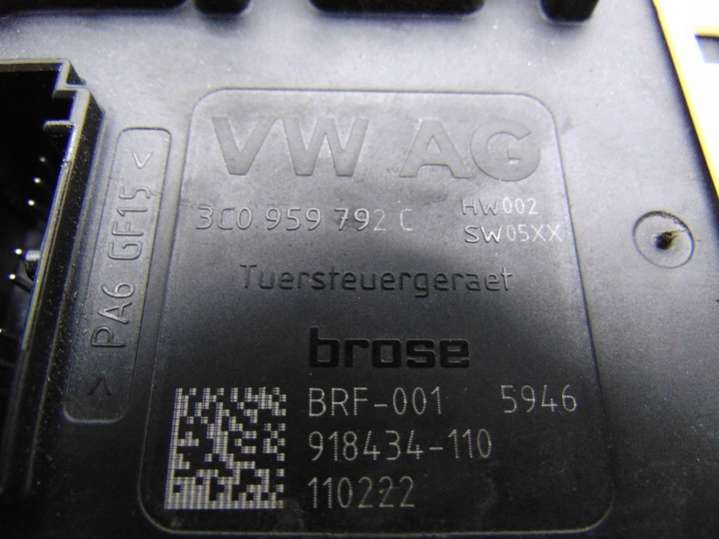 VW AG
3C0 959 792 C HW002
SW05XX
Tuersteuergeraet
brose
BRF-001 5946
918434-110
110222
>PA6 GF15<